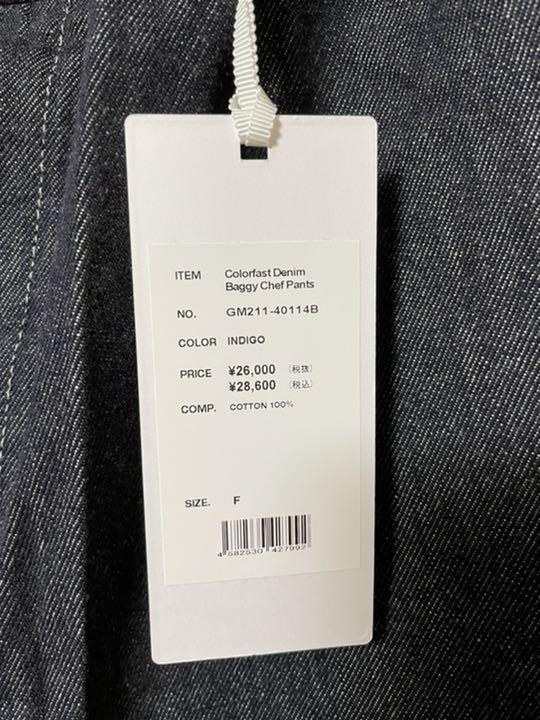 ITEM Colorfast Denim
Baggy Chef Pants
NO. GM211-40114B
COLOR INDIGO
PRICE ¥26,000 (税抜)
¥28,600 (税込)
COMP. COTTON 100%
SIZE. F
4 582530 427992